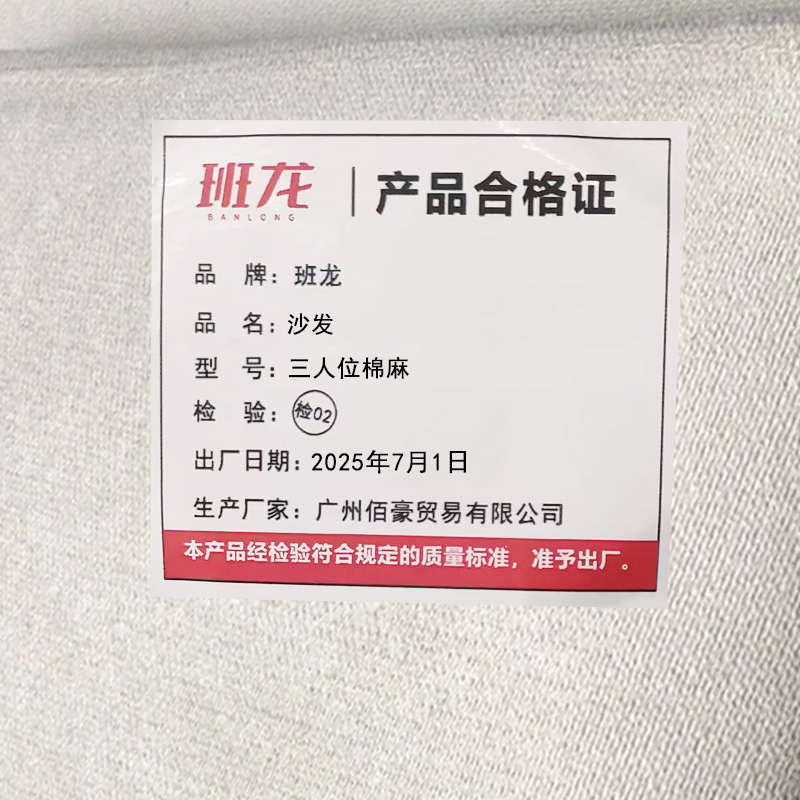 班龙 | 产品合格证
BANLONG
品 牌：班龙
品 名：沙发
型 号：三人位棉麻
检 验：检02
出厂日期：2025年7月1日
生产厂家：广州佰豪贸易有限公司
本产品经检验符合规定的质量标准，准予出厂。